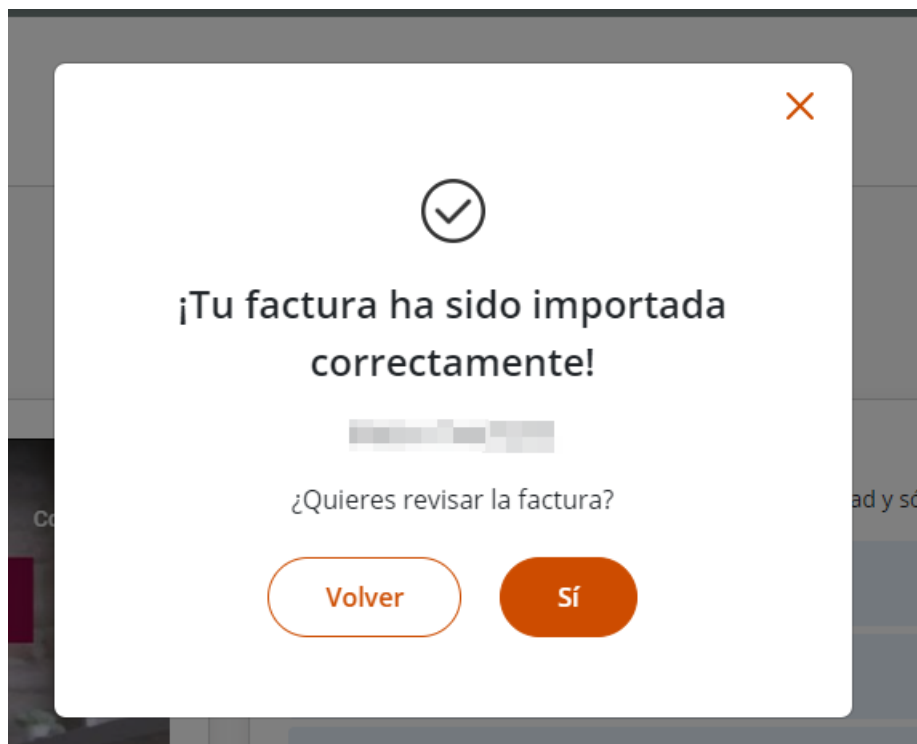 ¡Tu factura ha sido importada
correctamente!
¿Quieres revisar la factura?
Volver
Sí